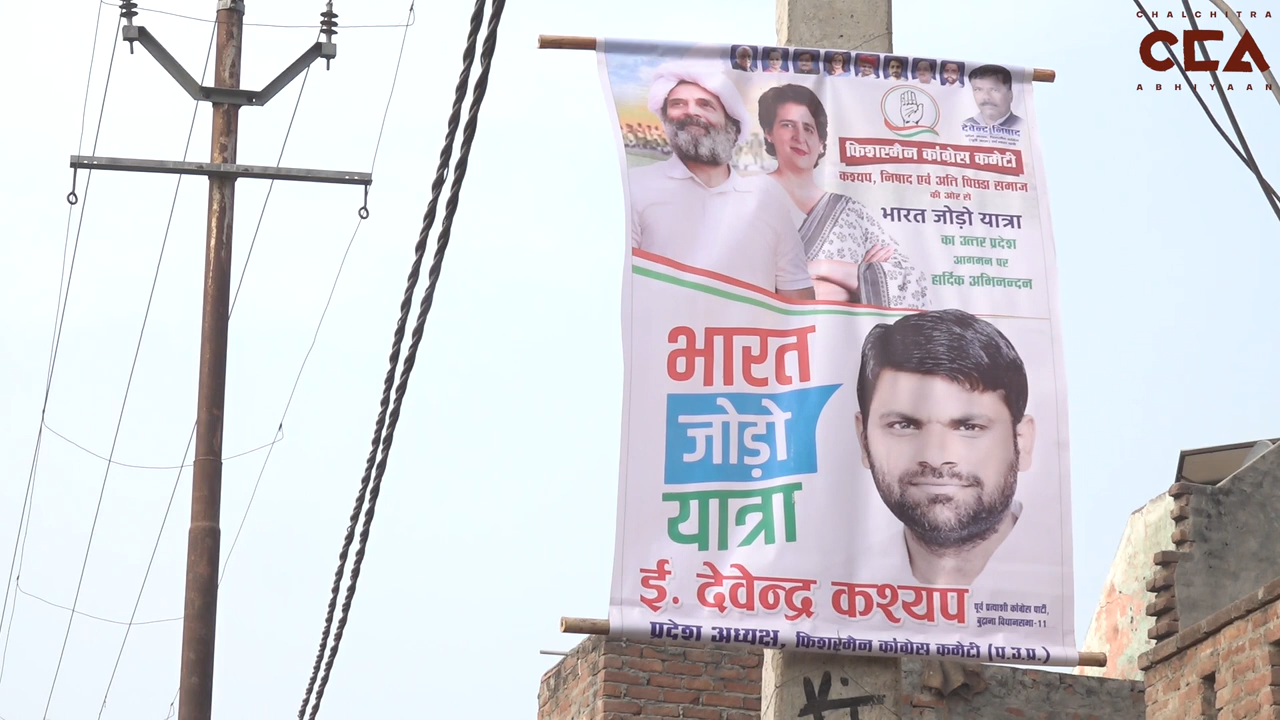 CHALCHITRA
CEA
ABHIYAAN
देवेन्द्र निषाद
फिशरमैन कांग्रेस कमेटी
कश्यप, निषाद एवं अति पिछडा समाज
की ओर से
भारत जोड़ो यात्रा
का उत्तर प्रदेश
आगमन पर
हार्दिक अभिनन्दन
भारत
जोड़ो
यात्रा
ई. देवेन्द्र कश्यप
पूर्व प्रत्याशी कांग्रेस पार्टी,
बुढ़ाना विधानसभा-11
प्रदेश अध्यक्ष, फिशरमैन कांग्रेस कमेटी (प.उ.प्र.)